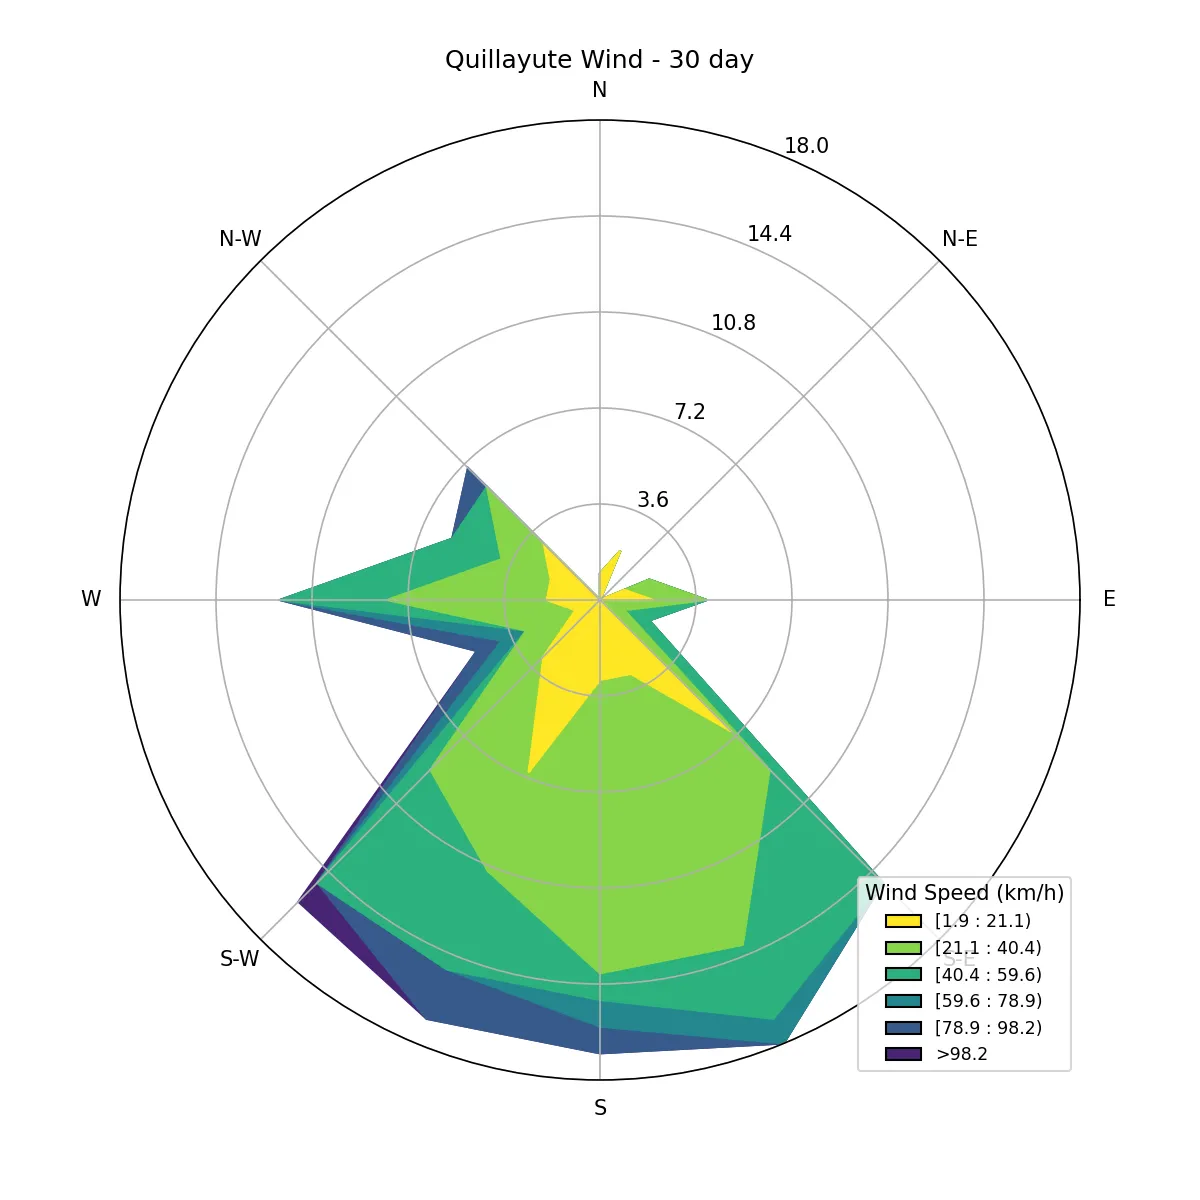 Quillayute Wind - 30 day
N
18.0
14.4
N-W
N-E
10.8
7.2
3.6
W
E
Wind Speed (km/h)
[1.9 : 21.1)
[21.1 : 40.4)
S-W
S-E
[40.4 : 59.6)
[59.6 : 78.9)
[78.9 : 98.2)
>98.2
S